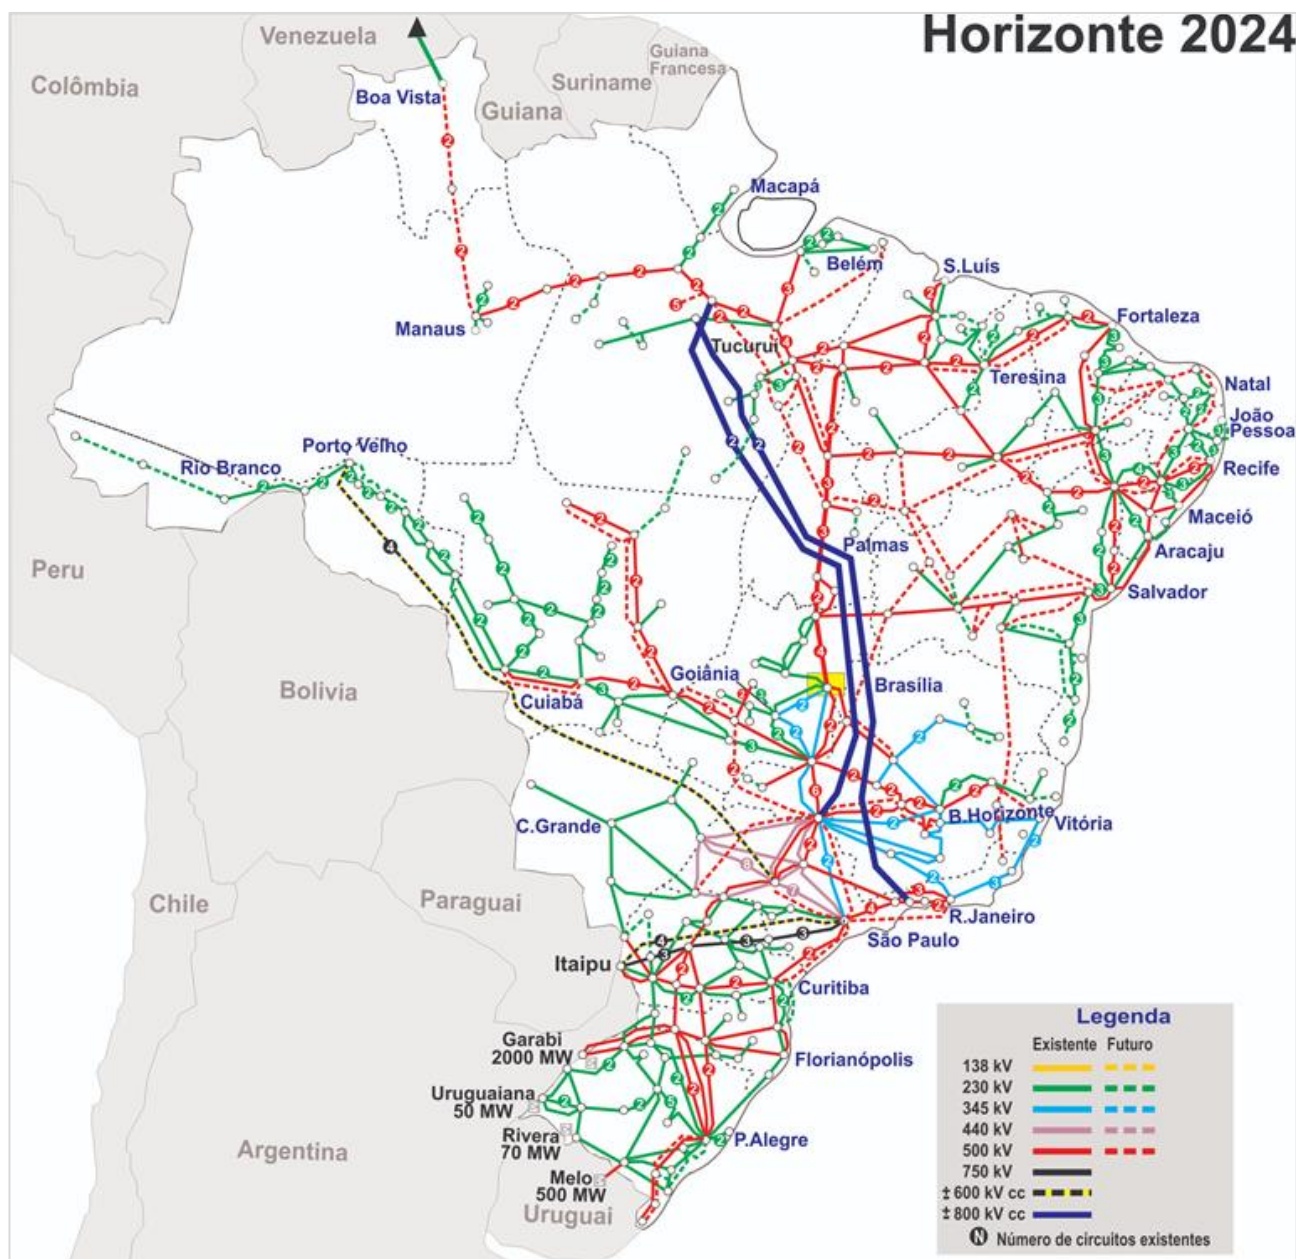 Horizonte 2024
Venezuela
Colômbia
Guiana
Francesa
Suriname
Guiana
Boa Vista
Macapá
Belém
S.Luís
Manaus
Fortaleza
Tucuruí
Teresina
Natal
João
Pessoa
Porto Velho
Rio Branco
Recife
Maceió
Palmas
Aracaju
Peru
Salvador
Goiânia
Brasília
Bolivia
Cuiabá
C.Grande
B.Horizonte
Vitória
Chile
Paraguai
R.Janeiro
São Paulo
Itaipu
Curitiba
Garabi
2000 MW
Florianópolis
Uruguaiana
50 MW
Rivera
70 MW
P.Alegre
Argentina
Melo
500 MW
Uruguai
Legenda
Existente Futuro
138 kV
230 kV
345 kV
440 kV
500 kV
750 kV
± 600 kV cc
± 800 kV cc
N Número de circuitos existentes